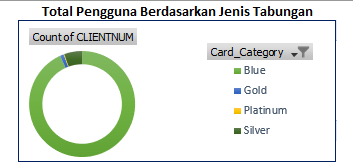 Total Pengguna Berdasarkan Jenis Tabungan
Count of CLIENTNUM
Card_Category
Blue
Gold
Platinum
Silver